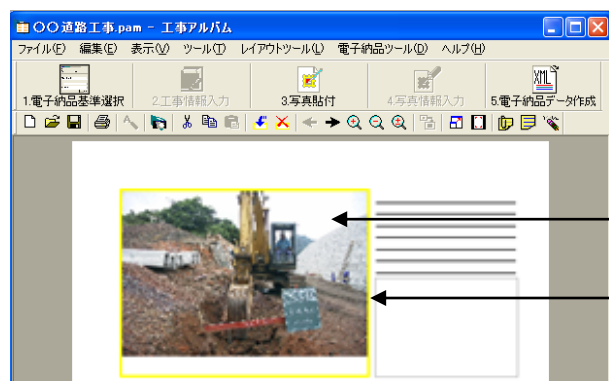 〇〇道路工事.pam - 工事アルバム
ファイル(F) 編集(E) 表示(V) ツール(T) レイアウトツール(L) 電子納品ツール(D) ヘルプ(H)
1.電子納品基準選択 2.工事情報入力 3.写真貼付 4.写真情報入力 XML 5.電子納品データ作成